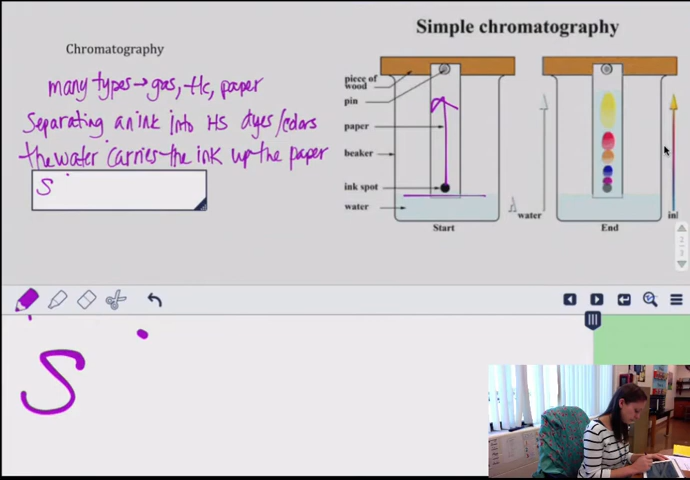 Simple chromatography
Chromatography
many types → gas, tlc, paper
Separating an ink into its dyes/colors
the water carries the ink up the paper
S
piece of
wood
pin
paper
beaker
ink spot
water
Start
water
End
ink
S